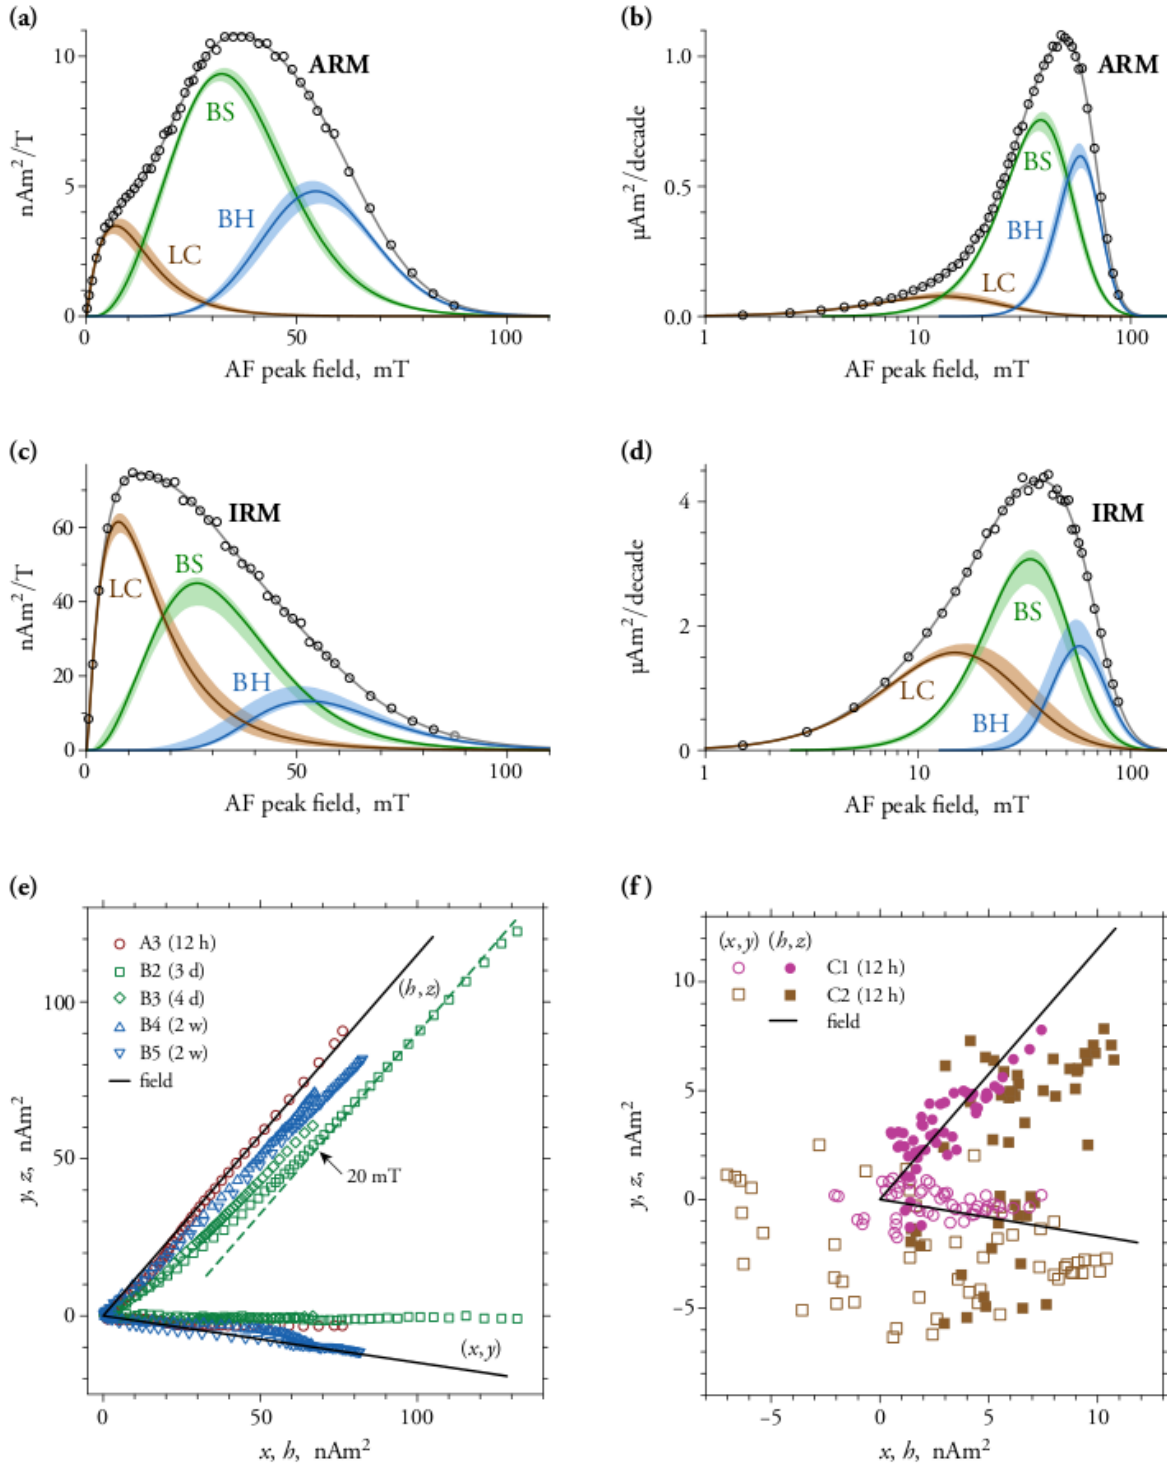 (a)
ARM
BS
BH
LC
10
5
0
nAm²/T
0 50 100
AF peak field, mT
(b)
ARM
BS
BH
LC
1.0
0.5
0.0
μAm²/decade
1 10 100
AF peak field, mT
(c)
IRM
LC
BS
BH
60
40
20
0
nAm²/T
0 50 100
AF peak field, mT
(d)
IRM
BS
LC
BH
4
2
0
μAm²/decade
1 10 100
AF peak field, mT
(e)
A3 (12 h)
B2 (3 d)
B3 (4 d)
B4 (2 w)
B5 (2 w)
field
(h,z)
20 mT
(x,y)
100
50
0
y, z, nAm²
0 50 100
x, h, nAm²
(f)
(x,y) (h,z)
C1 (12 h)
C2 (12 h)
field
10
5
0
−5
y, z, nAm²
−5 0 5 10
x, h, nAm²